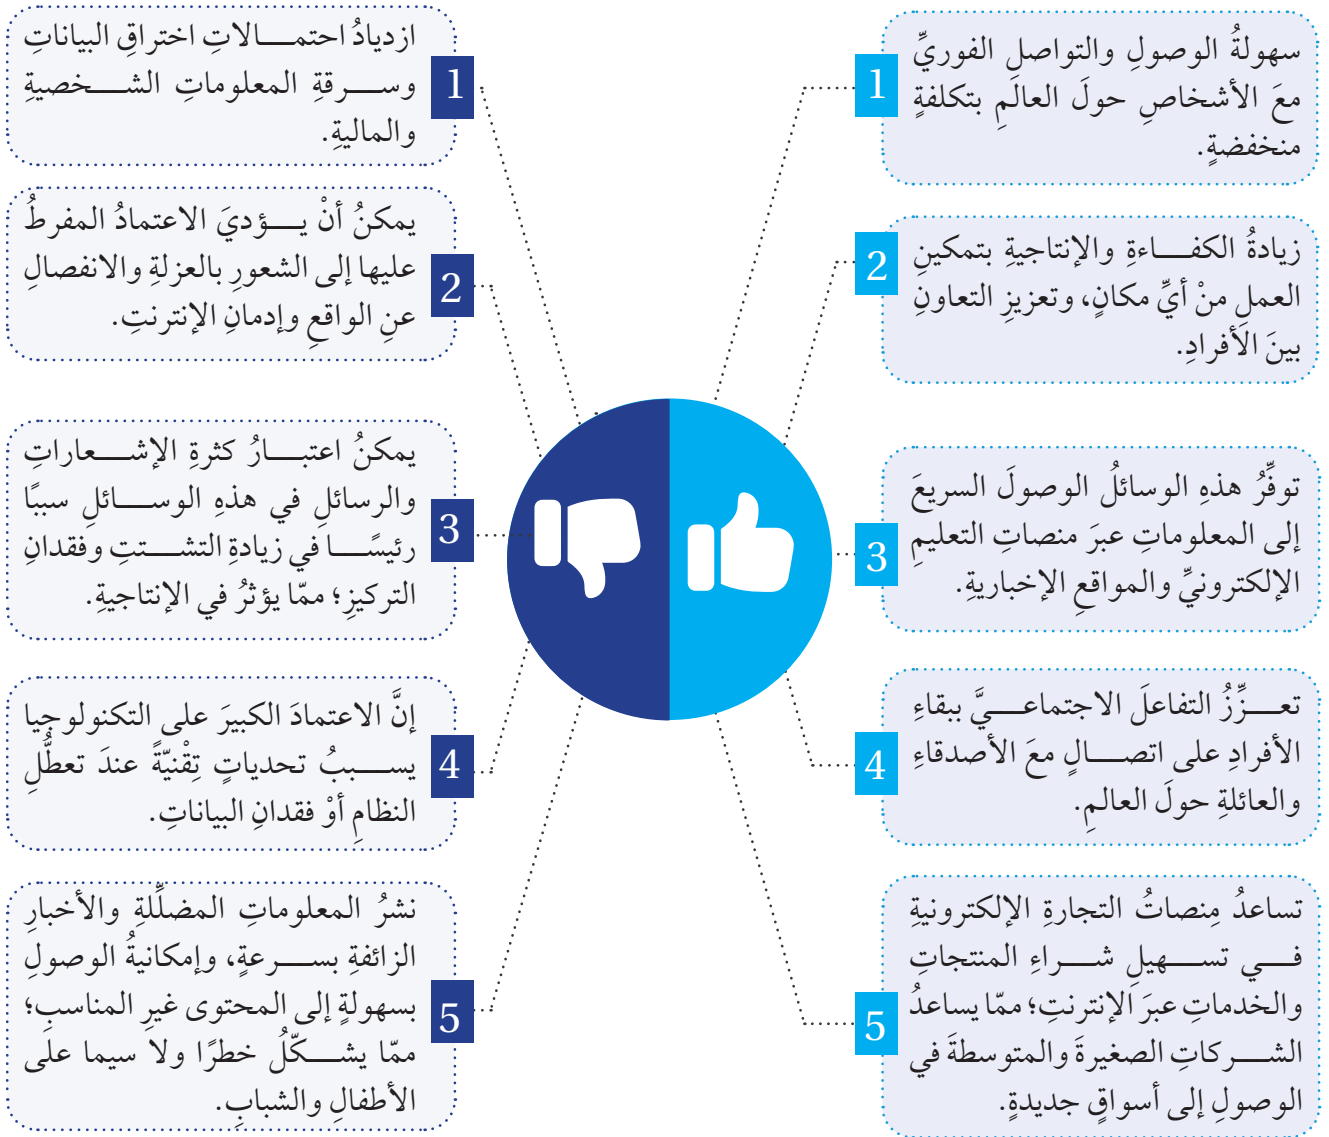 1
سهولةُ الوصولِ والتواصلِ الفوريِّ
معَ الأشخاصِ حولَ العالَمِ بتكلفةٍ
منخفضةٍ.
2
زيادةُ الكفاءةِ والإنتاجيةِ بتمكينِ
العملِ منْ أيِّ مكانٍ، وتعزيزِ التعاونِ
بينَ الأفرادِ.
3
توفِّرُ هذهِ الوسائلُ الوصولَ السريعَ
إلى المعلوماتِ عبرَ منصاتِ التعليمِ
الإلكترونيِّ والمواقعِ الإخباريةِ.
4
تعزِّزُ التفاعلَ الاجتماعيَّ ببقاءِ
الأفرادِ على اتصالٍ معَ الأصدقاءِ
والعائلةِ حولَ العالمِ.
5
تساعدُ مِنصاتُ التجارةِ الإلكترونيةِ
في تسهيلِ شراءِ المنتجاتِ
والخدماتِ عبرَ الإنترنتِ؛ ممّا يساعدُ
الشركاتِ الصغيرةَ والمتوسطةَ في
الوصولِ إلى أسواقٍ جديدةٍ.
1
ازديادُ احتمالاتِ اختراقِ البياناتِ
وسرقةِ المعلوماتِ الشخصيةِ
والماليةِ.
2
يمكنُ أنْ يؤديَ الاعتمادُ المفرطُ
عليها إلى الشعورِ بالعزلةِ والانفصالِ
عنِ الواقعِ وإدمانِ الإنترنتِ.
3
يمكنُ اعتبارُ كثرةِ الإشعاراتِ
والرسائلِ في هذهِ الوسائلِ سببًا
رئيسًا في زيادةِ التشتتِ وفقدانِ
التركيزِ؛ ممّا يؤثرُ في الإنتاجيةِ.
4
إنَّ الاعتمادَ الكبيرَ على التكنولوجيا
يسببُ تحدياتٍ تِقْنيّةً عندَ تعطُّلِ
النظامِ أوْ فقدانِ البياناتِ.
5
نشرُ المعلوماتِ المضلِّلةِ والأخبارِ
الزائفةِ بسرعةٍ، وإمكانيةُ الوصولِ
بسهولةٍ إلى المحتوى غيرِ المناسبِ؛
ممّا يشكّلُ خطرًا ولا سيما على
الأطفالِ والشبابِ.